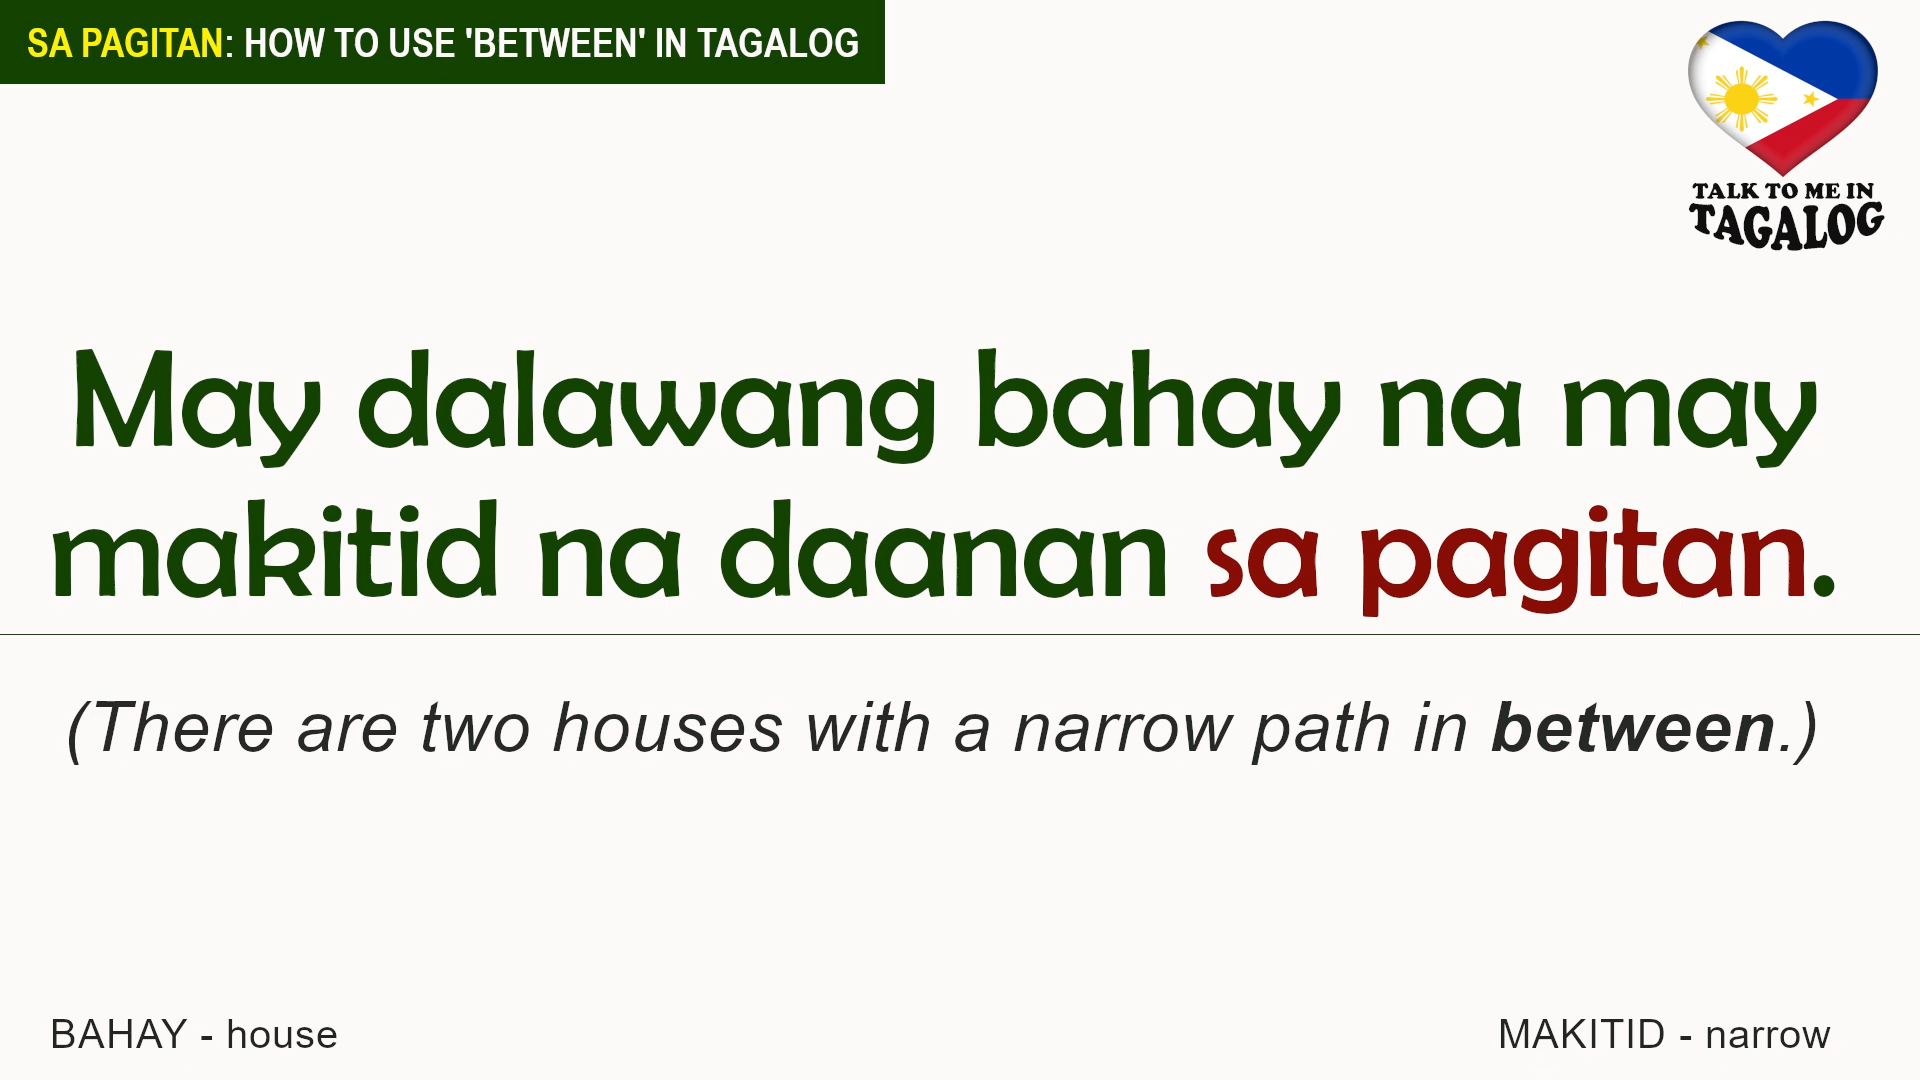 SA PAGITAN: HOW TO USE 'BETWEEN' IN TAGALOG
TALK TO ME IN
TAGALOG
May dalawang bahay na may
makitid na daanan sa pagitan.
(There are two houses with a narrow path in between.)
BAHAY - house
MAKITID - narrow